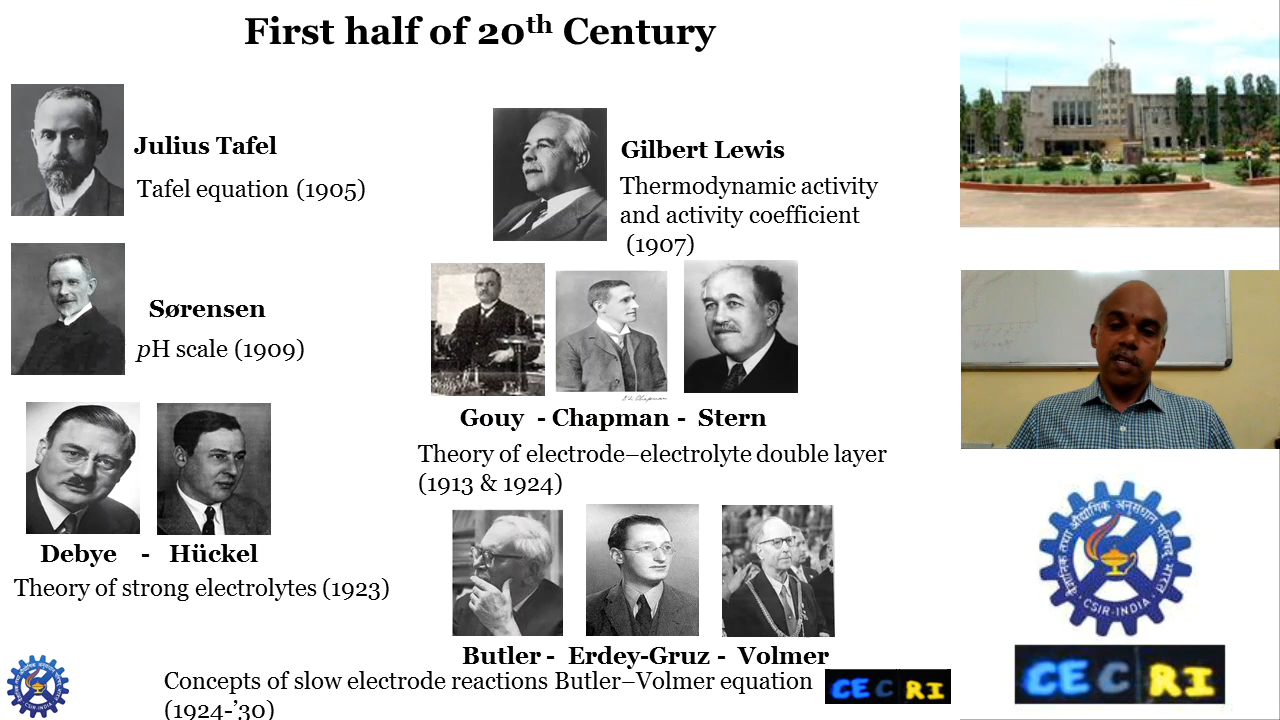 First half of 20th Century
Julius Tafel
Tafel equation (1905)
Gilbert Lewis
Thermodynamic activity
and activity coefficient
(1907)
Sørensen
pH scale (1909)
Gouy - Chapman - Stern
Theory of electrode–electrolyte double layer
(1913 & 1924)
Debye - Hückel
Theory of strong electrolytes (1923)
Butler - Erdey-Gruz - Volmer
Concepts of slow electrode reactions Butler–Volmer equation
(1924-’30)
CECRI
CSIR-INDIA
CECRI